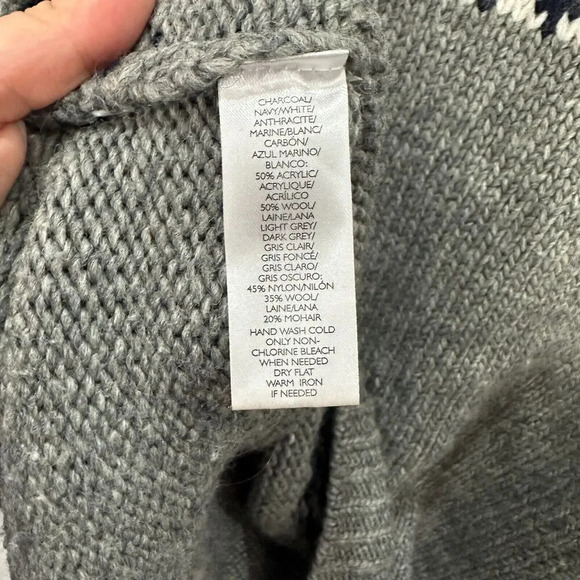 CHARCOAL/
NAVY/WHITE/
ANTHRACITE/
MARINE/BLANC/
CARBÓN/
AZUL MARINO/
BLANCO:
50% ACRYLIC/
ACRYLIQUE/
ACRÍLICO
50% WOOL/
LAINE/LANA
LIGHT GREY/
DARK GREY/
GRIS CLAIR/
GRIS FONCÉ/
GRIS CLARO/
GRIS OSCURO:
45% NYLON/NILÓN
35% WOOL/
LAINE/LANA
20% MOHAIR
HAND WASH COLD
ONLY NON-
CHLORINE BLEACH
WHEN NEEDED
DRY FLAT
WARM IRON
IF NEEDED